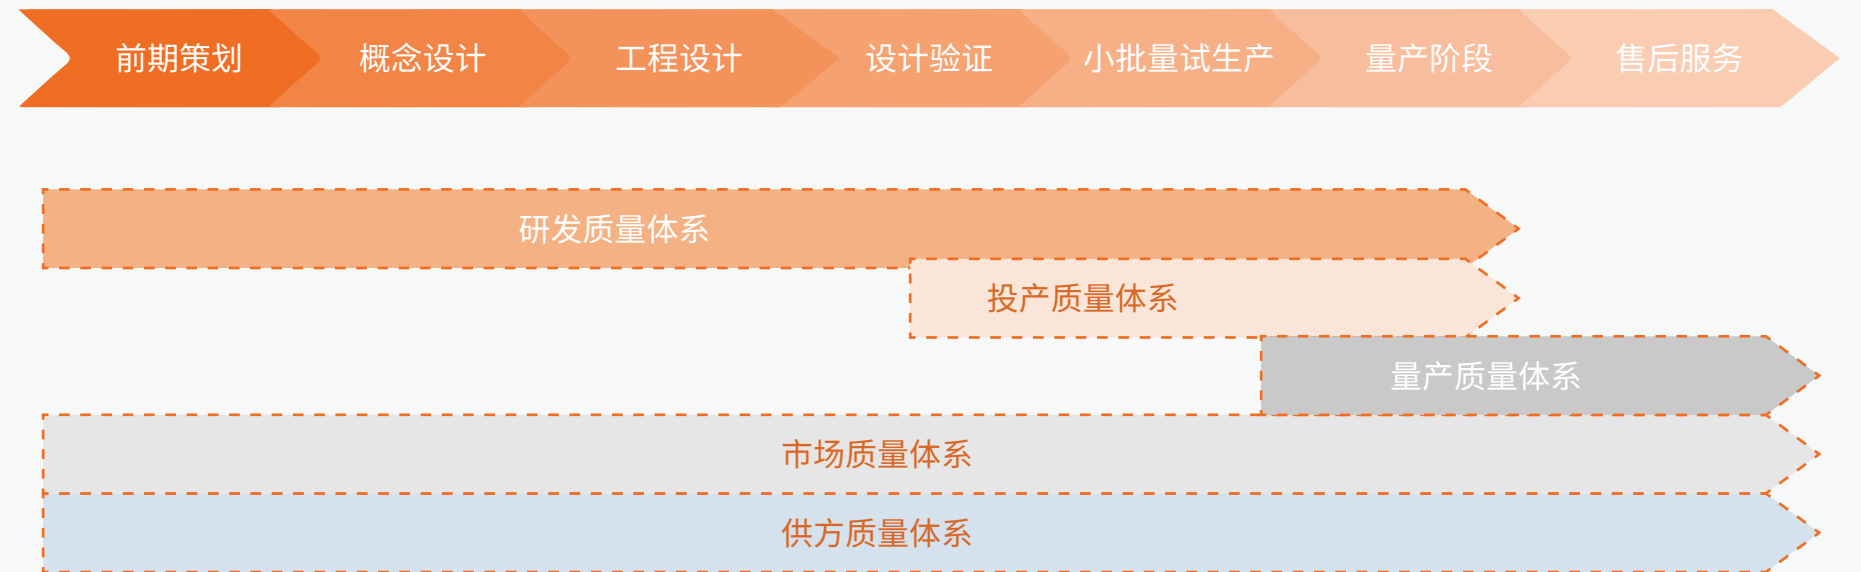 前期策划 概念设计 工程设计 设计验证 小批量试生产 量产阶段 售后服务
研发质量体系
投产质量体系
量产质量体系
市场质量体系
供方质量体系